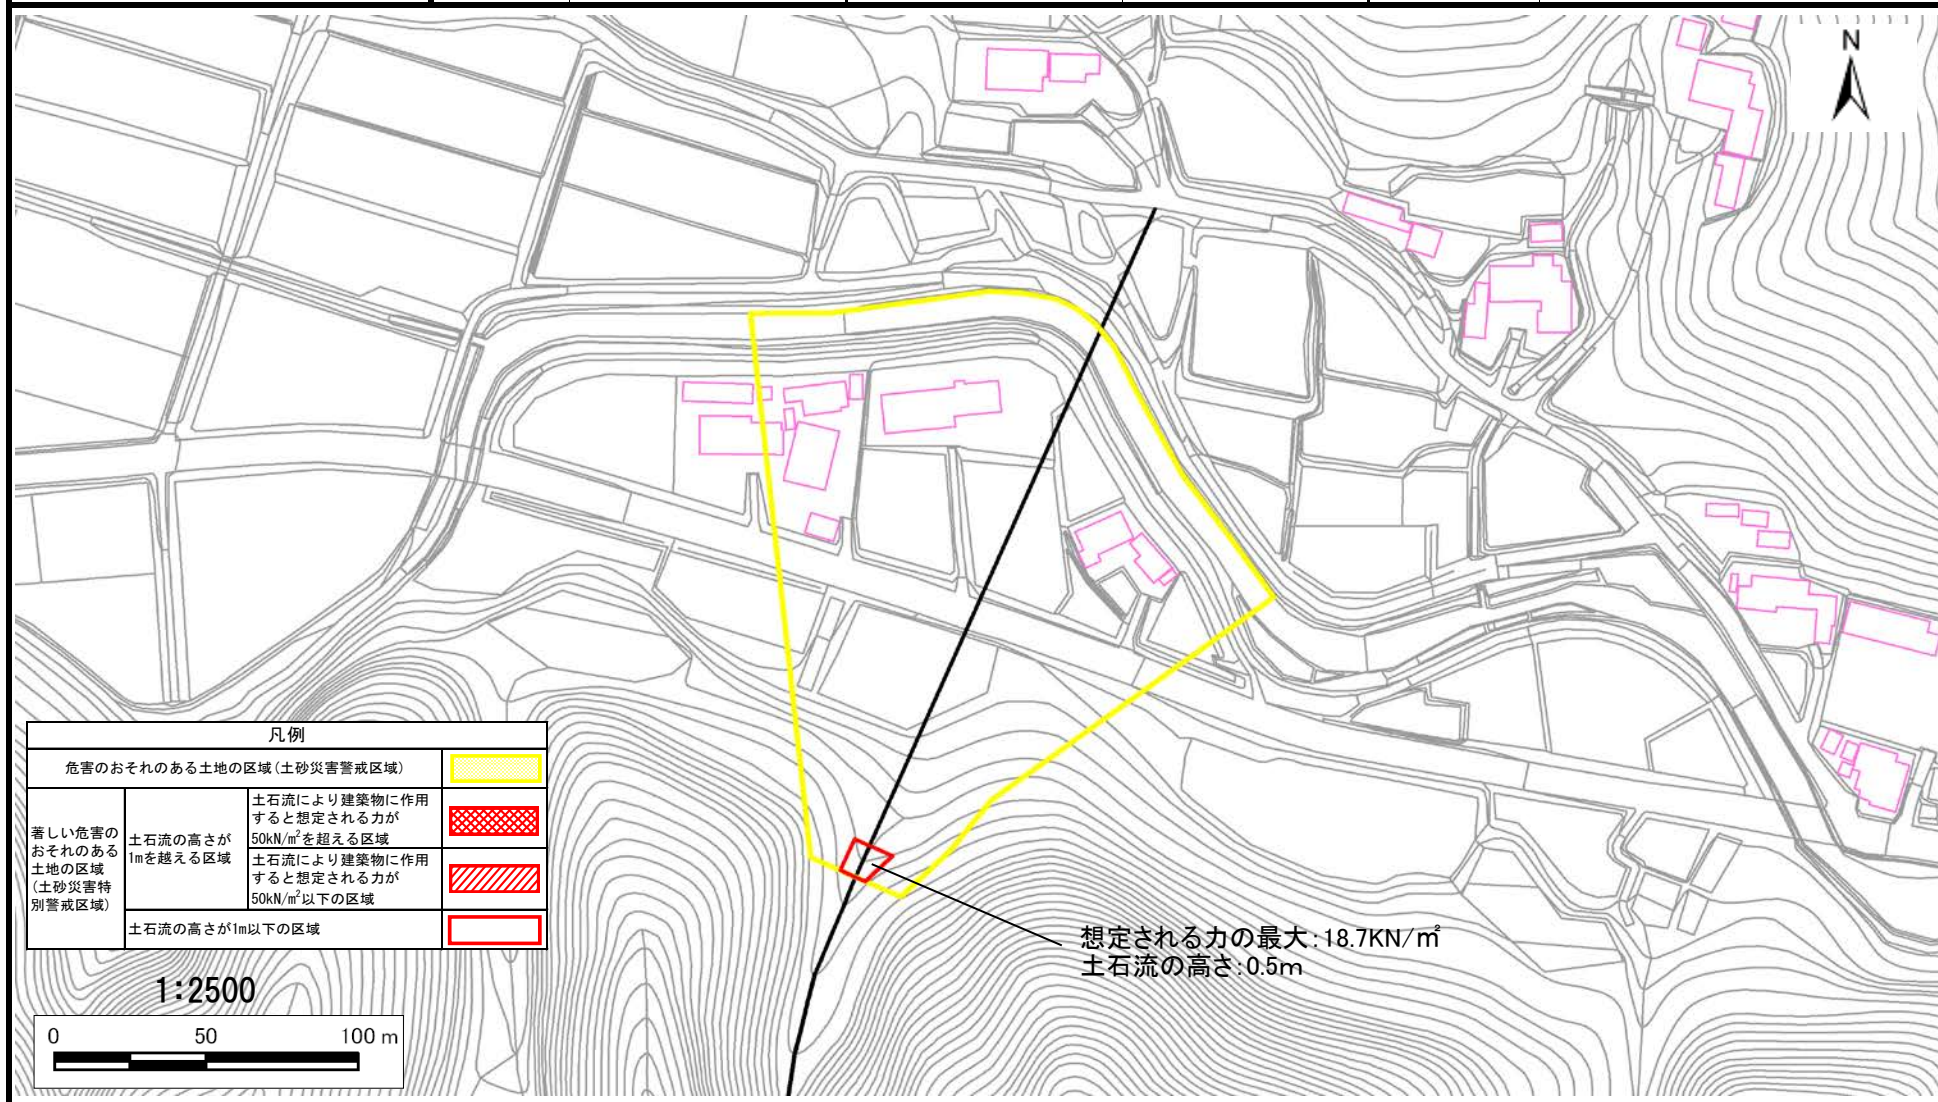 N
凡例
危害のおそれのある土地の区域(土砂災害警戒区域)
著しい危害の
おそれのある
土地の区域
(土砂災害特
別警戒区域)
土石流の高さが
1mを越える区域
土石流により建築物に作用
すると想定される力が
50kN/m²を超える区域
土石流により建築物に作用
すると想定される力が
50kN/m²以下の区域
土石流の高さが1m以下の区域
想定される力の最大:18.7KN/㎡
土石流の高さ:0.5m
1:2500
0 50 100 m